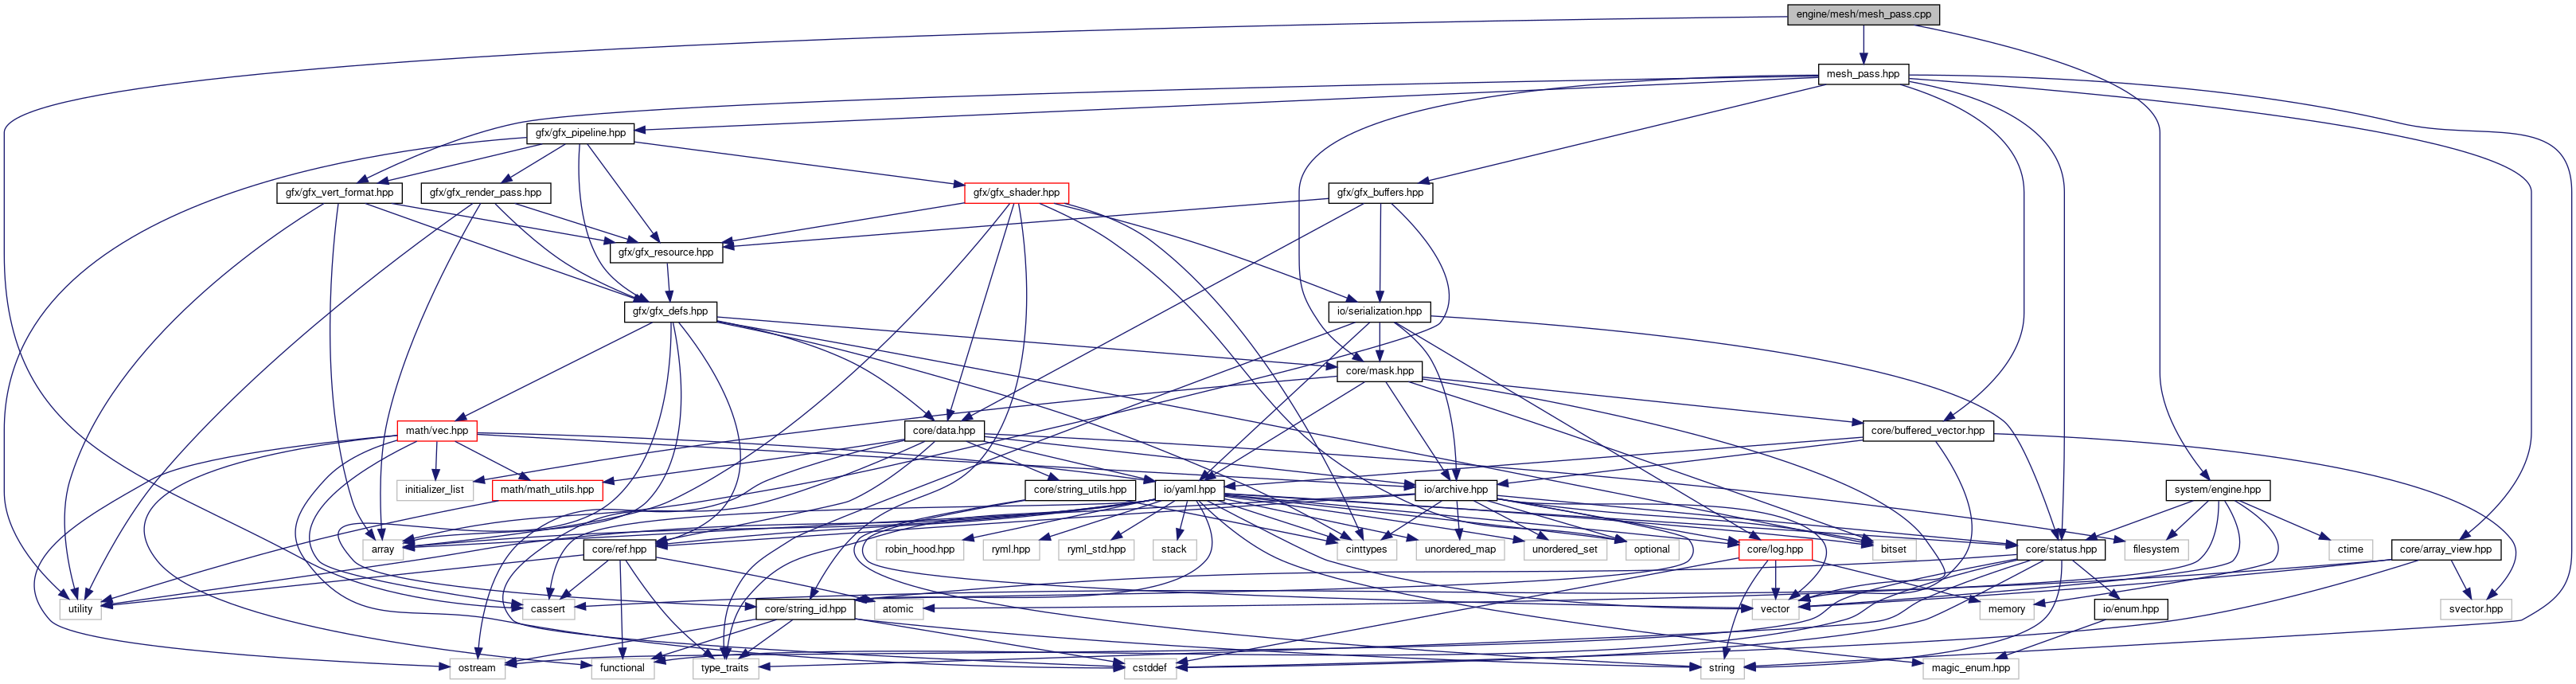 engine/mesh/mesh_pass.cpp
mesh_pass.hpp
gfx/gfx_pipeline.hpp
gfx/gfx_vert_format.hpp
gfx/gfx_render_pass.hpp
gfx/gfx_shader.hpp
gfx/gfx_buffers.hpp
gfx/gfx_resource.hpp
gfx/gfx_defs.hpp
io/serialization.hpp
core/mask.hpp
math/vec.hpp
core/data.hpp
core/buffered_vector.hpp
initializer_list
math/math_utils.hpp
core/string_utils.hpp
io/yaml.hpp
io/archive.hpp
system/engine.hpp
array
core/ref.hpp
robin_hood.hpp
ryml.hpp
ryml_std.hpp
stack
cinttypes
unordered_map
unordered_set
optional
core/log.hpp
bitset
core/status.hpp
filesystem
ctime
core/array_view.hpp
utility
cassert
core/string_id.hpp
atomic
vector
memory
io/enum.hpp
svector.hpp
ostream
functional
type_traits
cstddef
string
magic_enum.hpp